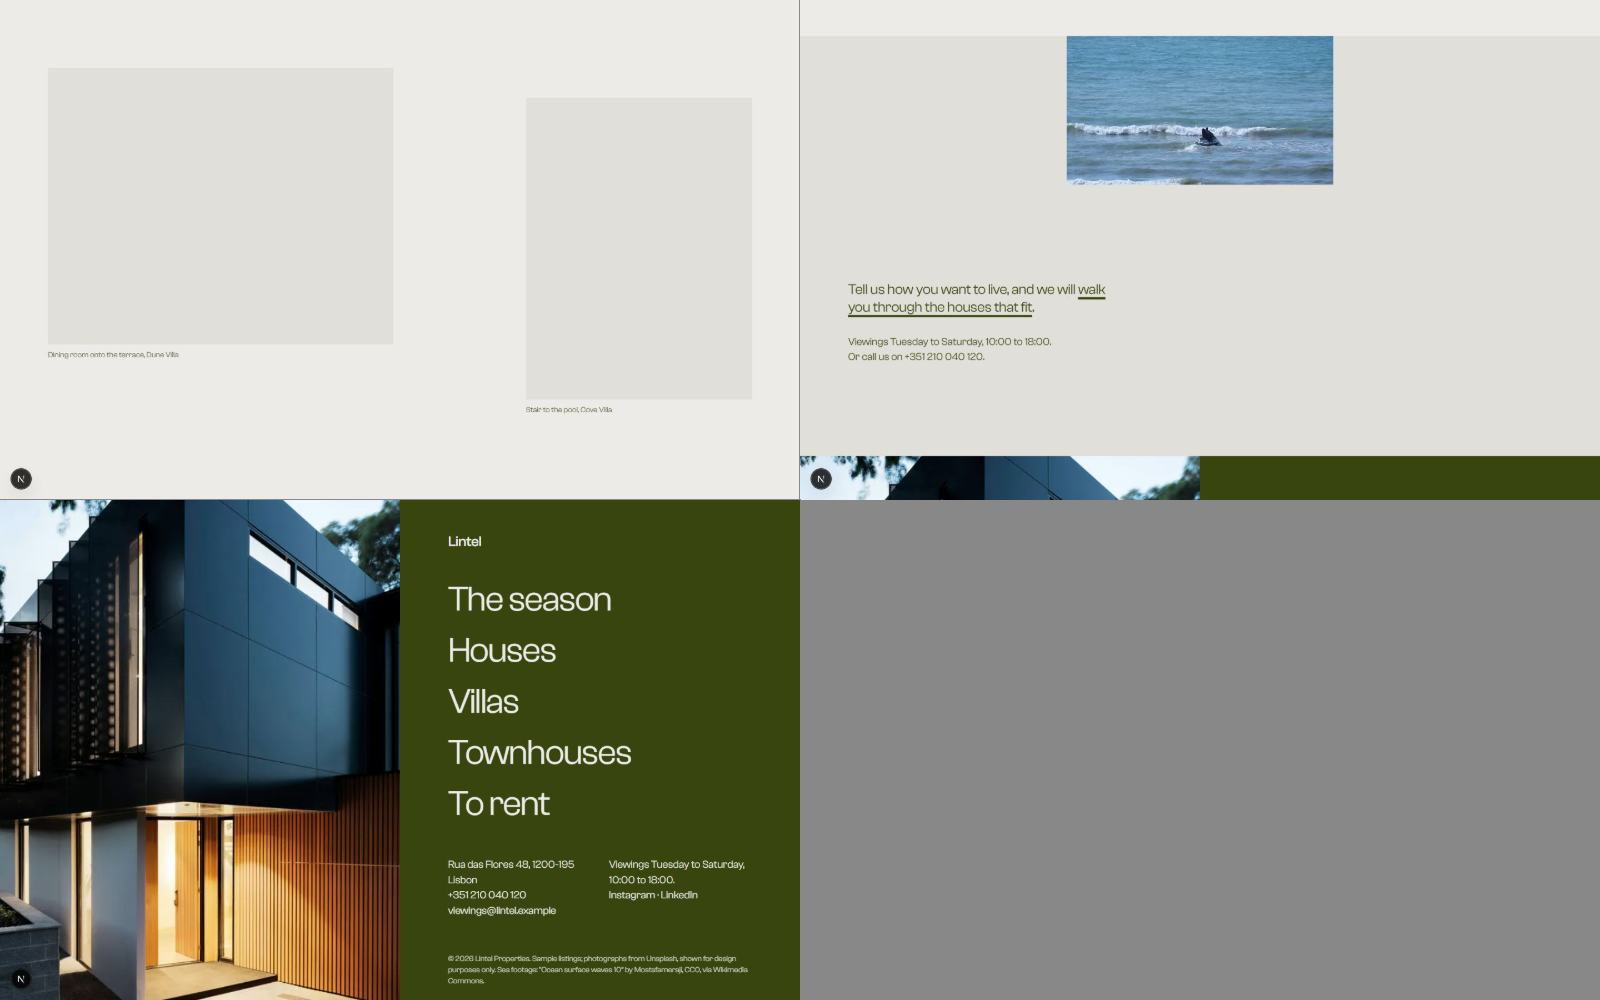 Dining room onto the terrace, Dune Villa
Stair to the pool, Cove Villa
N
Tell us how you want to live, and we will walk
you through the houses that fit.
Viewings Tuesday to Saturday, 10:00 to 18:00.
Or call us on +351 210 040 120.
N
Lintel
The season
Houses
Villas
Townhouses
To rent
Rua das Flores 48, 1200-195
Lisbon
+351 210 040 120
viewings@lintel.example
Viewings Tuesday to Saturday,
10:00 to 18:00.
Instagram · LinkedIn
© 2026 Lintel Properties. Sample listings; photographs from Unsplash, shown for design
purposes only. Sea footage: "Ocean surface waves 10" by Mostafameraji, CC0, via Wikimedia
Commons.
N